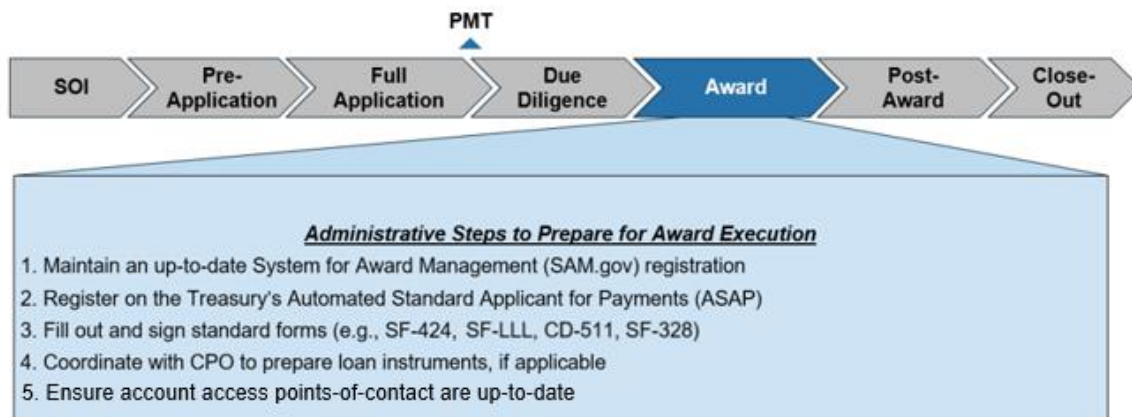 PMT
SOI
Pre-
Application
Full
Application
Due
Diligence
Award
Post-
Award
Close-
Out
Administrative Steps to Prepare for Award Execution
1. Maintain an up-to-date System for Award Management (SAM.gov) registration
2. Register on the Treasury's Automated Standard Applicant for Payments (ASAP)
3. Fill out and sign standard forms (e.g., SF-424, SF-LLL, CD-511, SF-328)
4. Coordinate with CPO to prepare loan instruments, if applicable
5. Ensure account access points-of-contact are up-to-date